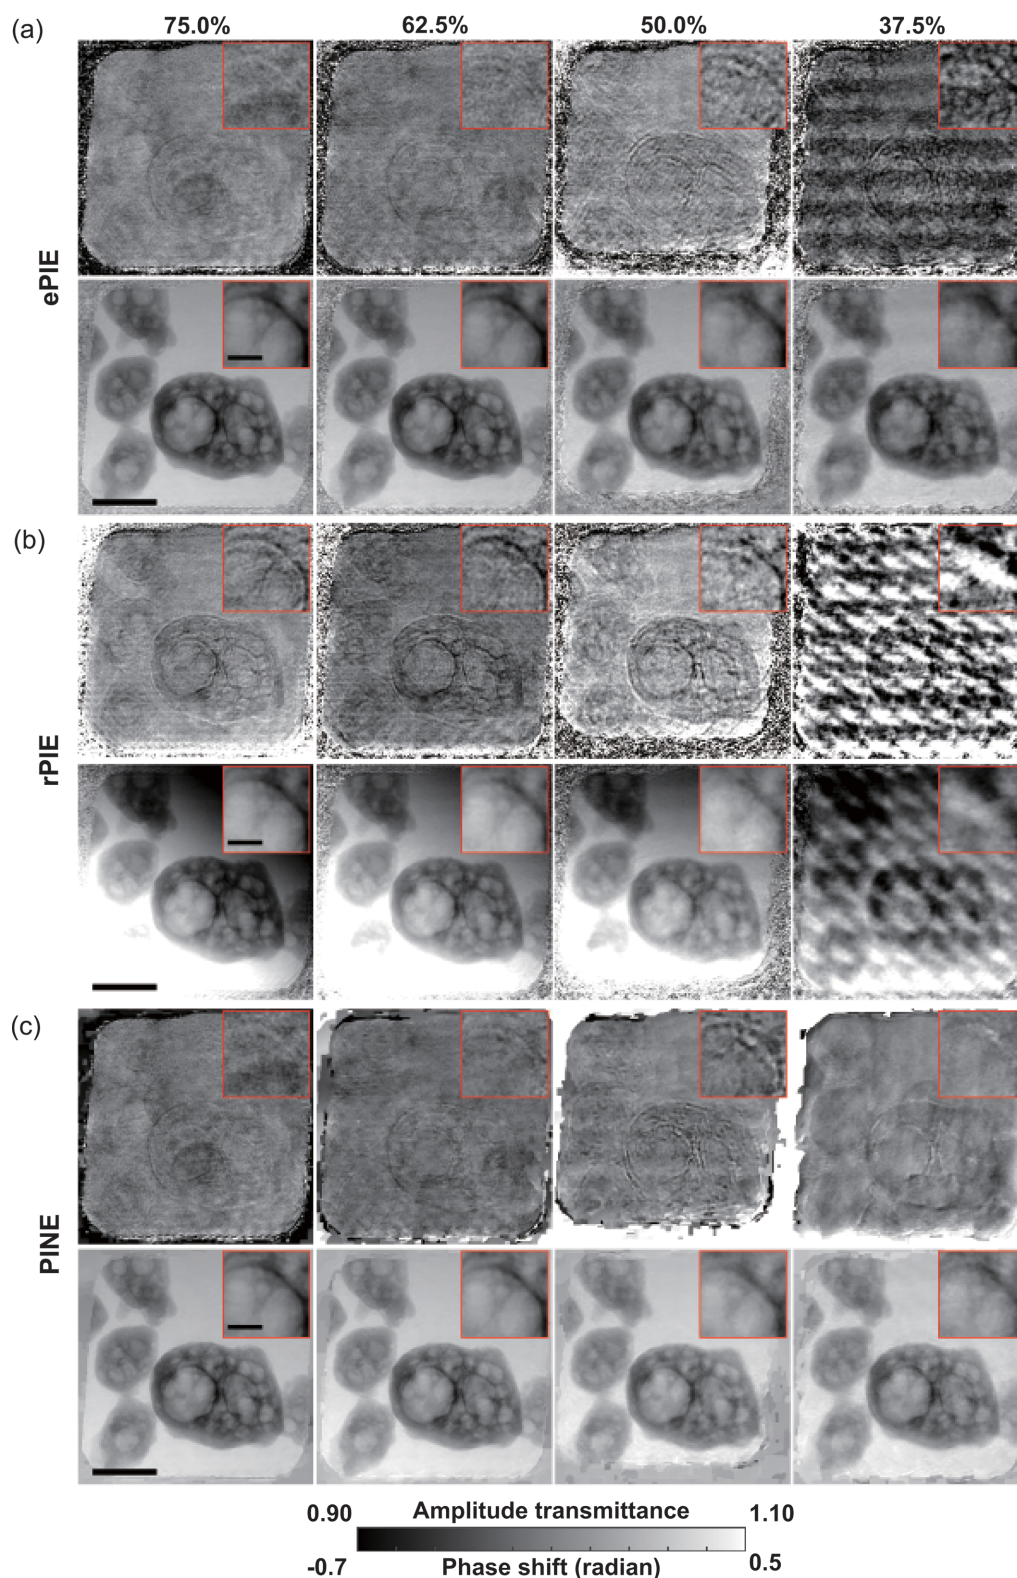 (a)
75.0% 62.5% 50.0% 37.5%
ePIE
(b)
rPIE
(c)
PINE
0.90 Amplitude transmittance 1.10
-0.7 Phase shift (radian) 0.5